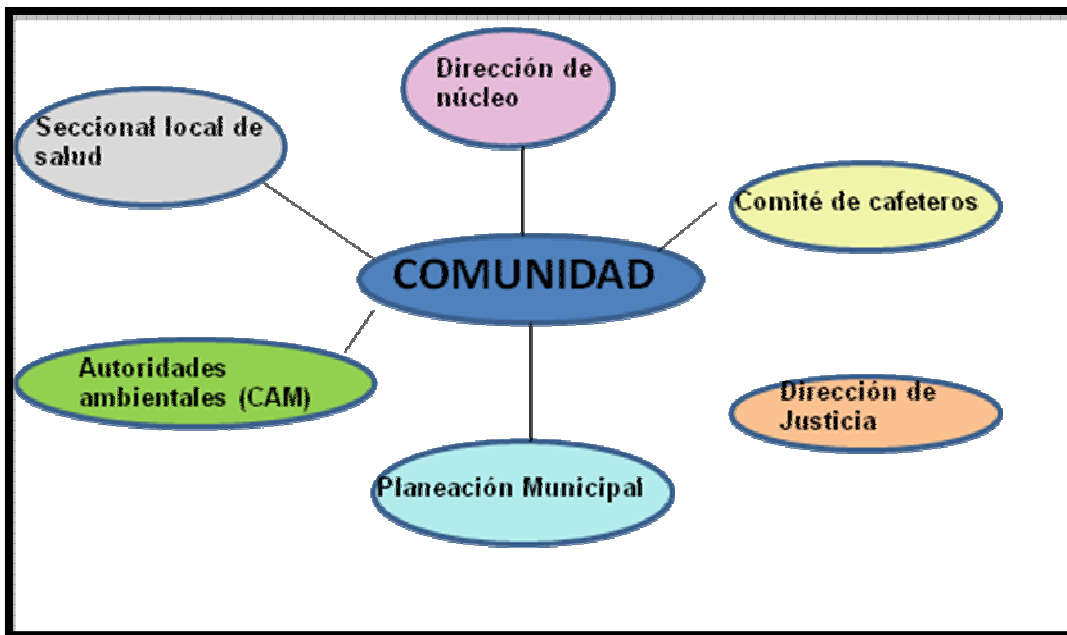 Dirección de
núcleo
Seccional local de
salud
Comité de cafeteros
COMUNIDAD
Autoridades
ambientales (CAM)
Dirección de
Justicia
Planeación Municipal